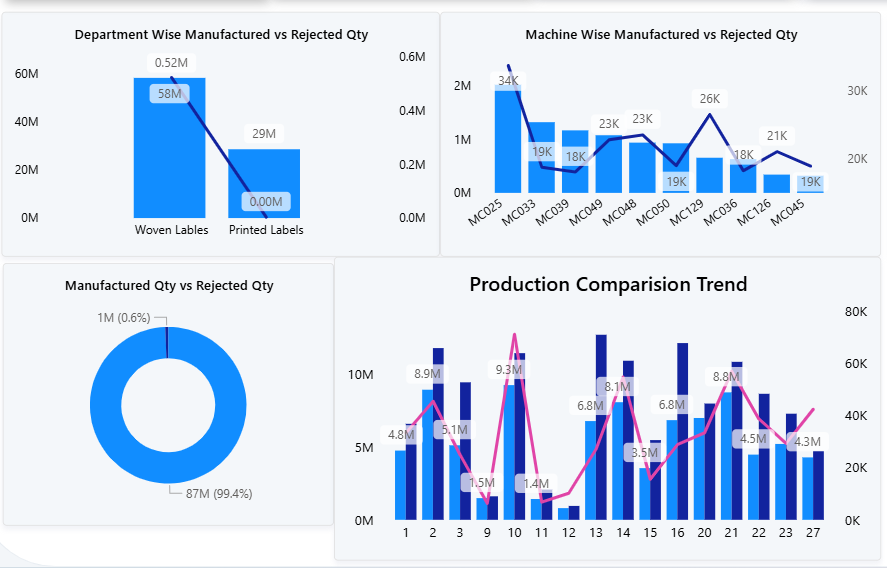 Department Wise Manufactured vs Rejected Qty
60M
40M
20M
0M
0.52M
58M
29M
0.00M
0.6M
0.4M
0.2M
0.0M
Woven Lables
Printed Labels
Machine Wise Manufactured vs Rejected Qty
2M
1M
0M
34K
19K
18K
23K
23K
19K
26K
18K
21K
19K
30K
20K
MC025
MC033
MC039
MC049
MC048
MC050
MC129
MC036
MC126
MC045
Manufactured Qty vs Rejected Qty
1M (0.6%)
87M (99.4%)
Production Comparision Trend
10M
5M
0M
4.8M
8.9M
5.1M
1.5M
9.3M
1.4M
6.8M
8.1M
3.5M
6.8M
8.8M
4.5M
4.3M
80K
60K
40K
20K
0K
1 2 3 9 10 11 12 13 14 15 16 20 21 22 23 27